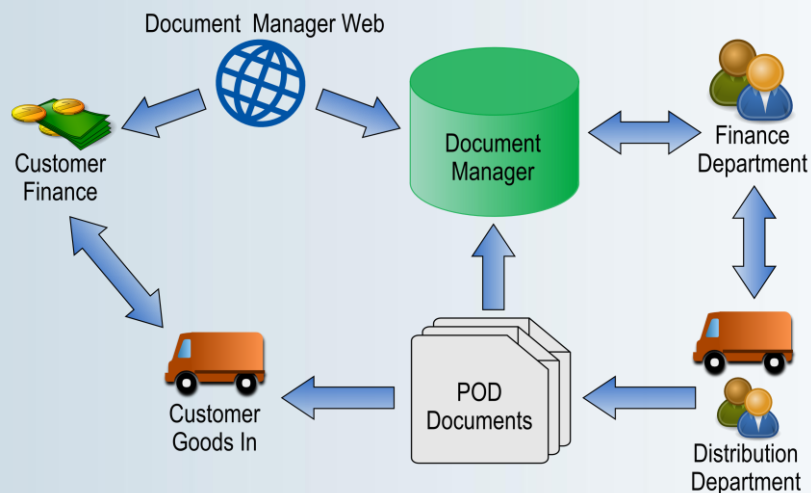 Document Manager Web
Document
Manager
Finance
Department
Customer
Finance
POD
Documents
Customer
Goods In
Distribution
Department